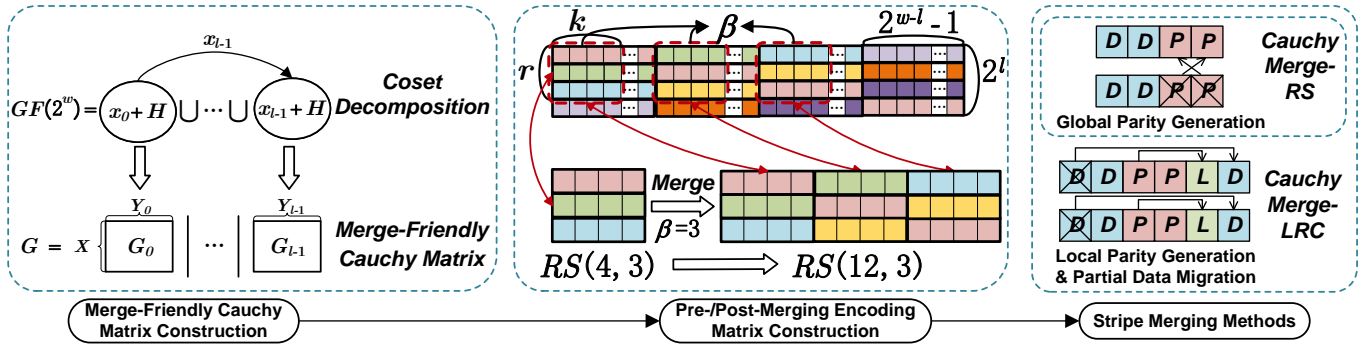 x_{l-1}
GF(2^w) = x_0 + H ∪ ··· ∪ x_{l-1} + H
Coset
Decomposition
Y_0 Y_{l-1}
G = X { G_0 ··· G_{l-1}
Merge-Friendly
Cauchy Matrix
Merge-Friendly Cauchy
Matrix Construction
k β 2^{w-l} - 1
r 2^l
... ... ... ...
... ... ... ...
... ... ... ...
... ... ... ...
Merge
β=3
RS(4, 3) RS(12, 3)
Pre-/Post-Merging Encoding
Matrix Construction
D D P P
D D P P
Cauchy
Merge-
RS
Global Parity Generation
D D P P L D
D D P P L D
Cauchy
Merge-
LRC
Local Parity Generation
& Partial Data Migration
Stripe Merging Methods